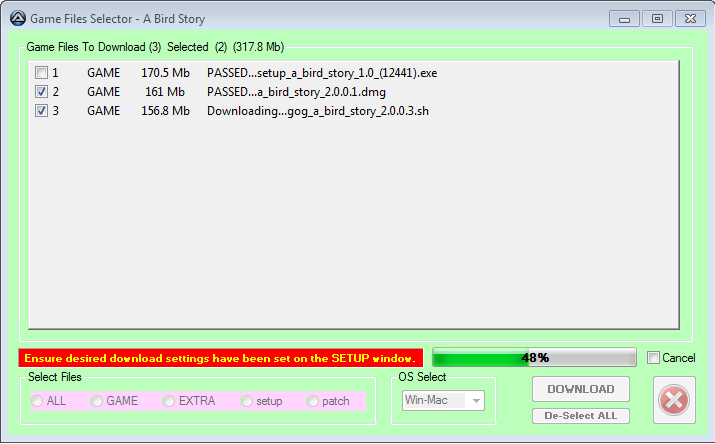 Game Files Selector - A Bird Story
Game Files To Download (3)  Selected  (2)  (317.8 Mb)
1 GAME 170.5 Mb PASSED...setup_a_bird_story_1.0_(12441).exe
2 GAME 161 Mb PASSED...a_bird_story_2.0.0.1.dmg
3 GAME 156.8 Mb Downloading...gog_a_bird_story_2.0.0.3.sh
Ensure desired download settings have been set on the SETUP window.
48%
Cancel
Select Files
OS Select
ALL GAME EXTRA setup patch
Win-Mac
DOWNLOAD
De-Select ALL